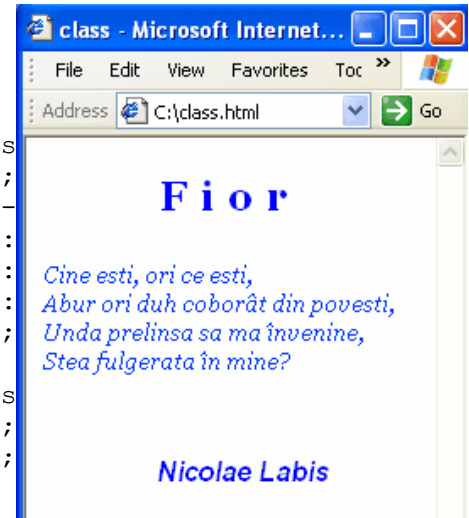 class - Microsoft Internet...
File Edit View Favorites Toc »
Address C:\class.html Go
s
;
–
:
:
:
;
s
;
;
F i o r
Cine esti, ori ce esti,
Abur ori duh coborât din povesti,
Unda prelinsa sa ma învenine,
Stea fulgerata în mine?
Nicolae Labis